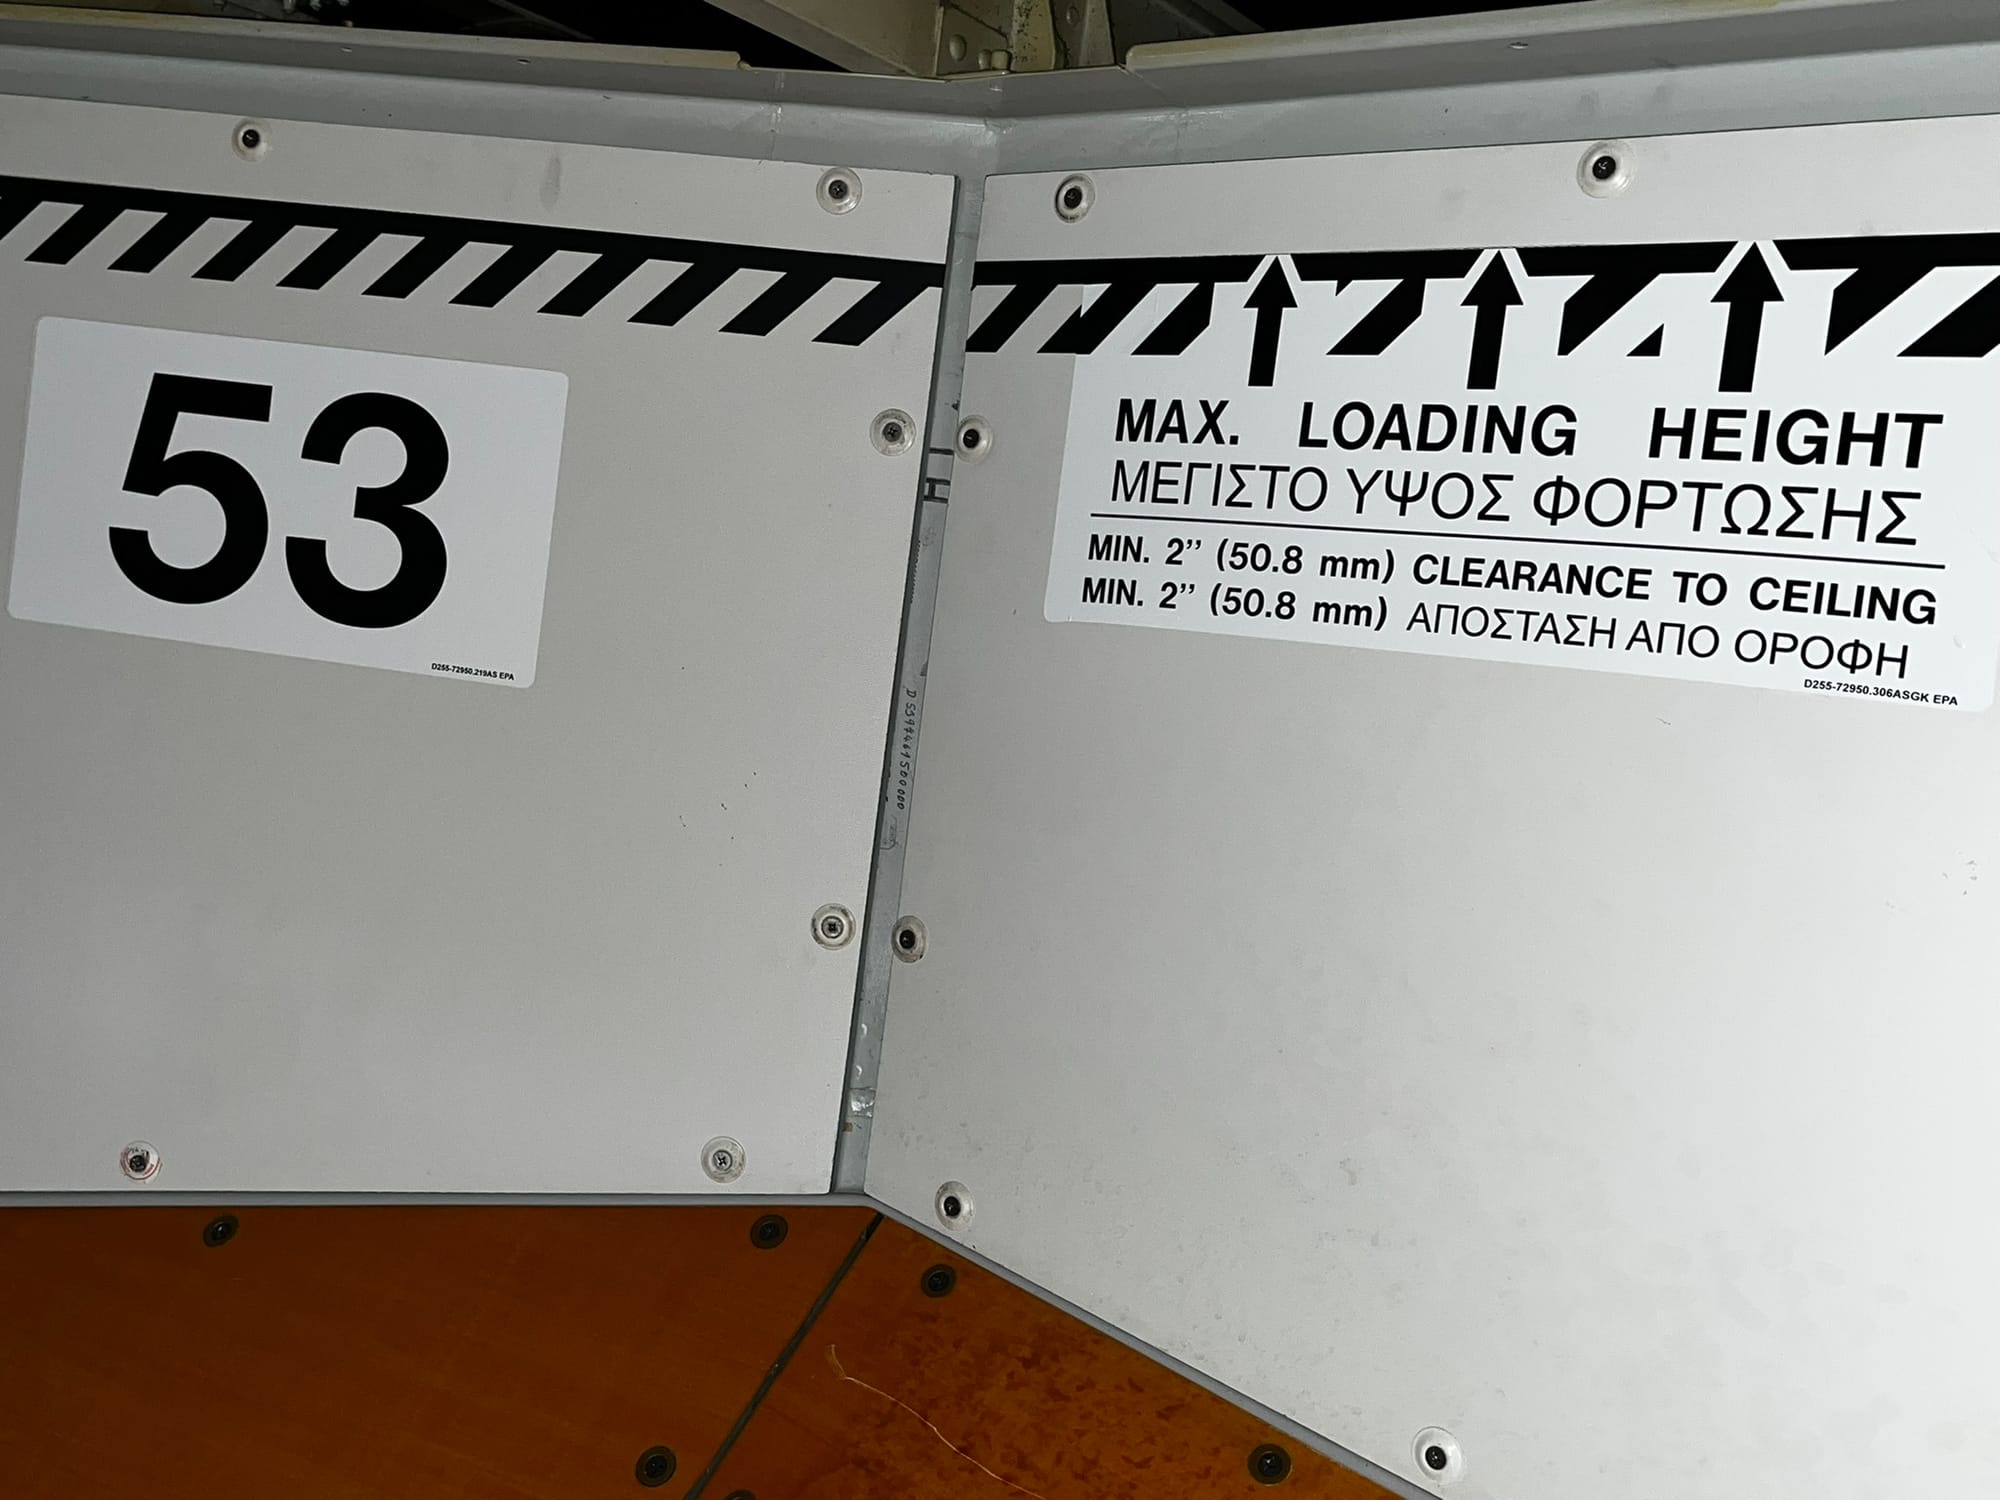 53
D255-72950.219AS EPA
MAX. LOADING HEIGHT
ΜΕΓΙΣΤΟ ΥΨΟΣ ΦΟΡΤΩΣΗΣ
MIN. 2” (50.8 mm) CLEARANCE TO CEILING
MIN. 2” (50.8 mm) ΑΠΟΣΤΑΣΗ ΑΠΟ ΟΡΟΦΗ
D255-72950.306ASGK EPA